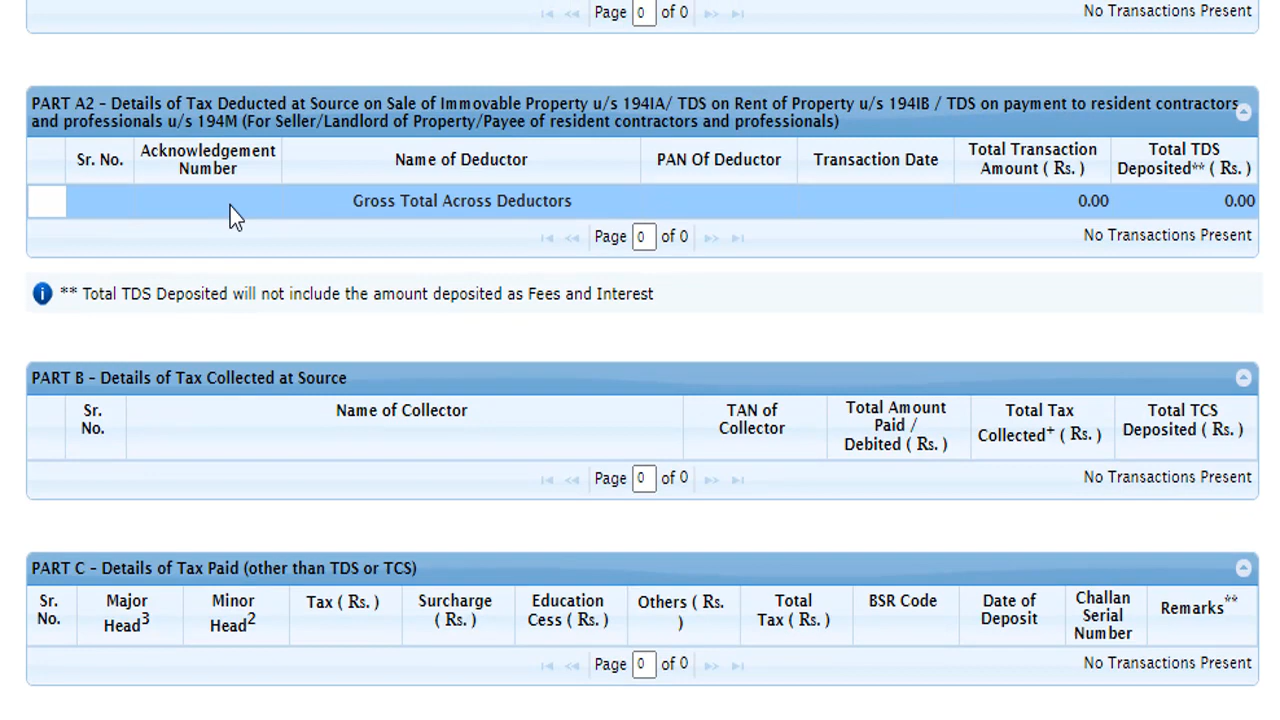 Page 0 of 0 No Transactions Present
PART A2 - Details of Tax Deducted at Source on Sale of Immovable Property u/s 194IA/ TDS on Rent of Property u/s 194IB / TDS on payment to resident contractors
and professionals u/s 194M (For Seller/Landlord of Property/Payee of resident contractors and professionals)
Sr. No. Acknowledgement Number Name of Deductor PAN Of Deductor Transaction Date Total Transaction Amount ( Rs. ) Total TDS Deposited** ( Rs. )
Gross Total Across Deductors 0.00 0.00
Page 0 of 0 No Transactions Present
i ** Total TDS Deposited will not include the amount deposited as Fees and Interest
PART B - Details of Tax Collected at Source
Sr. No. Name of Collector TAN of Collector Total Amount Paid / Debited ( Rs. ) Total Tax Collected+ ( Rs. ) Total TCS Deposited ( Rs. )
Page 0 of 0 No Transactions Present
PART C - Details of Tax Paid (other than TDS or TCS)
Sr. No. Major Head3 Minor Head2 Tax ( Rs. ) Surcharge ( Rs. ) Education Cess ( Rs. ) Others ( Rs. ) Total Tax ( Rs. ) BSR Code Date of Deposit Challan Serial Number Remarks**
Page 0 of 0 No Transactions Present